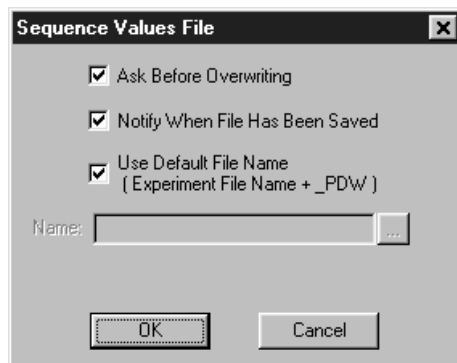 Sequence Values File
Ask Before Overwriting
Notify When File Has Been Saved
Use Default File Name
( Experiment File Name + _PDW )
Name:
...
OK
Cancel